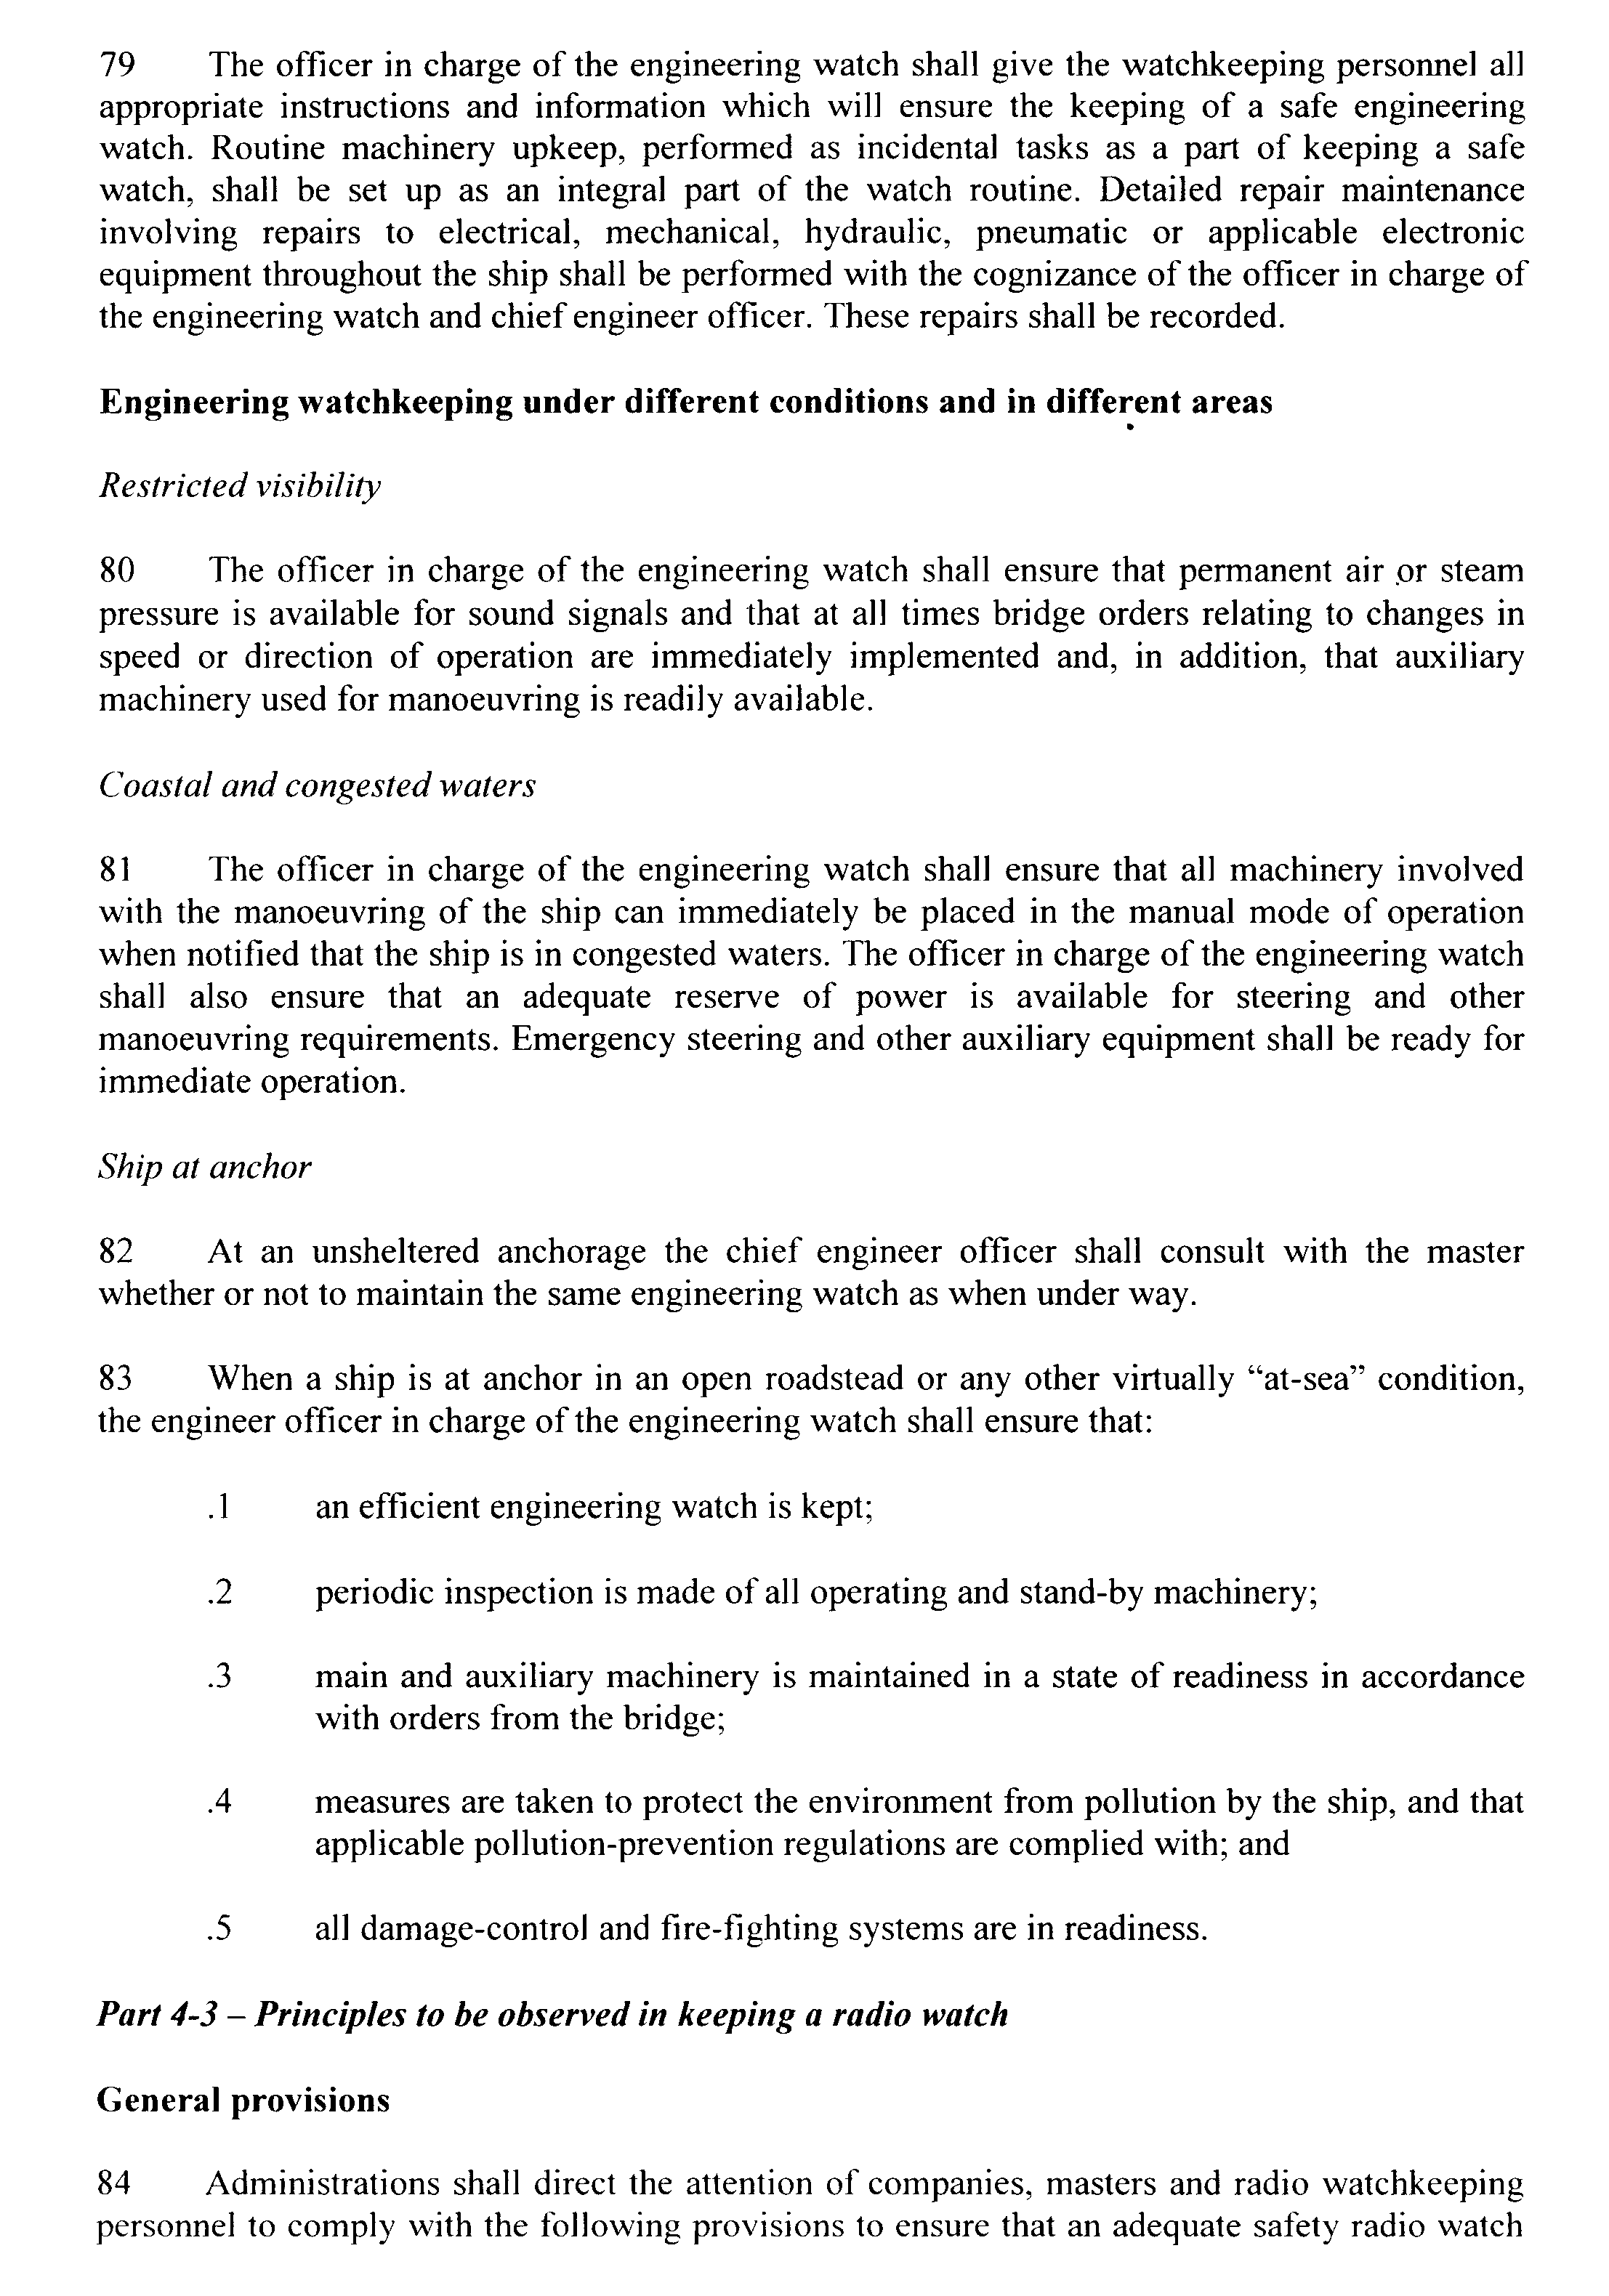 79 The officer in charge of the engineering watch shall give the watchkeeping personnel all
appropriate instructions and information which will ensure the keeping of a safe engineering
watch. Routine machinery upkeep, performed as incidental tasks as a part of keeping a safe
watch, shall be set up as an integral part of the watch routine. Detailed repair maintenance
involving repairs to electrical, mechanical, hydraulic, pneumatic or applicable electronic
equipment throughout the ship shall be performed with the cognizance of the officer in charge of
the engineering watch and chief engineer officer. These repairs shall be recorded.
Engineering watchkeeping under different conditions and in different areas
Restricted visibility
80 The officer in charge of the engineering watch shall ensure that permanent air or steam
pressure is available for sound signals and that at all times bridge orders relating to changes in
speed or direction of operation are immediately implemented and, in addition, that auxiliary
machinery used for manoeuvring is readily available.
Coastal and congested waters
81 The officer in charge of the engineering watch shall ensure that all machinery involved
with the manoeuvring of the ship can immediately be placed in the manual mode of operation
when notified that the ship is in congested waters. The officer in charge of the engineering watch
shall also ensure that an adequate reserve of power is available for steering and other
manoeuvring requirements. Emergency steering and other auxiliary equipment shall be ready for
immediate operation.
Ship at anchor
82 At an unsheltered anchorage the chief engineer officer shall consult with the master
whether or not to maintain the same engineering watch as when under way.
83 When a ship is at anchor in an open roadstead or any other virtually “at-sea” condition,
the engineer officer in charge of the engineering watch shall ensure that:
.1 an efficient engineering watch is kept;
.2 periodic inspection is made of all operating and stand-by machinery;
.3 main and auxiliary machinery is maintained in a state of readiness in accordance
with orders from the bridge;
.4 measures are taken to protect the environment from pollution by the ship, and that
applicable pollution-prevention regulations are complied with; and
.5 all damage-control and fire-fighting systems are in readiness.
Part 4-3 – Principles to be observed in keeping a radio watch
General provisions
84 Administrations shall direct the attention of companies, masters and radio watchkeeping
personnel to comply with the following provisions to ensure that an adequate safety radio watch